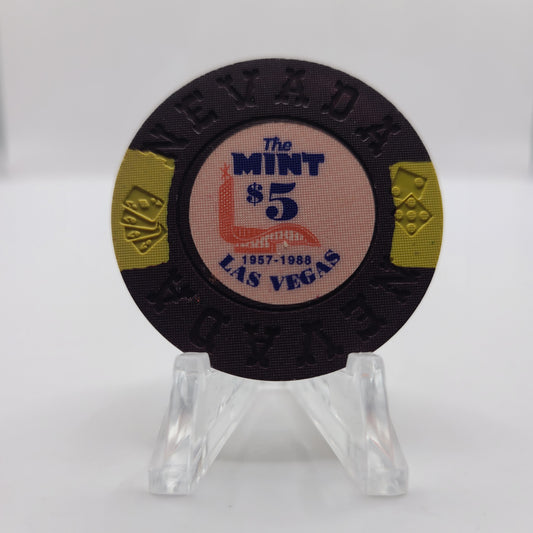 NEVADA
The
MINT
$5
1957-1988
LAS VEGAS
NEVADA